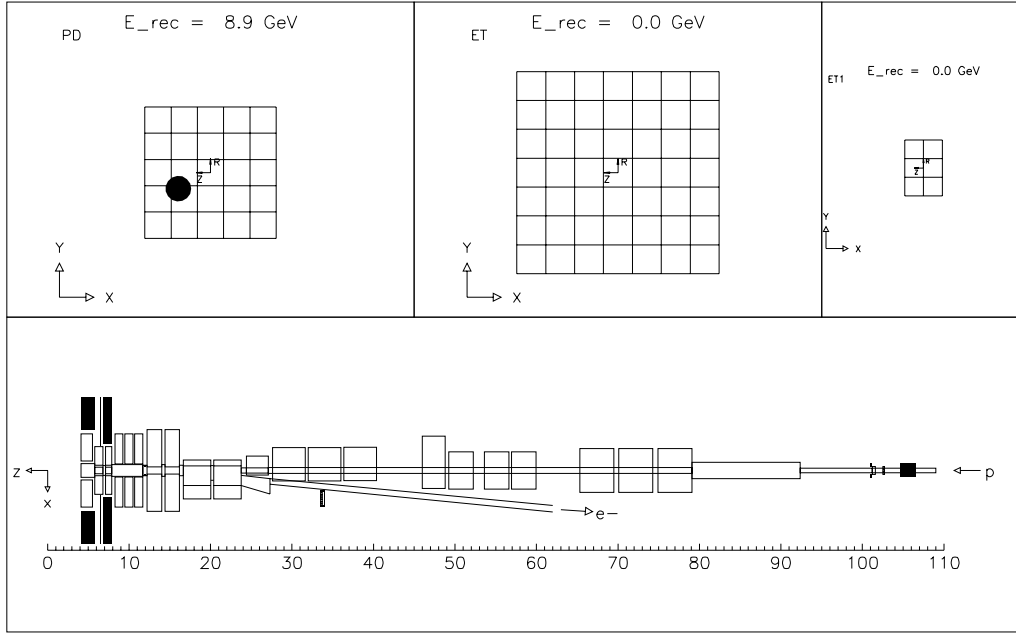 PD
E_rec = 8.9 GeV
R
Z
Y
X
ET
E_rec = 0.0 GeV
R
Z
Y
X
ET1
E_rec = 0.0 GeV
R
Z
Y
X
Z
x
p
e-
0 10 20 30 40 50 60 70 80 90 100 110